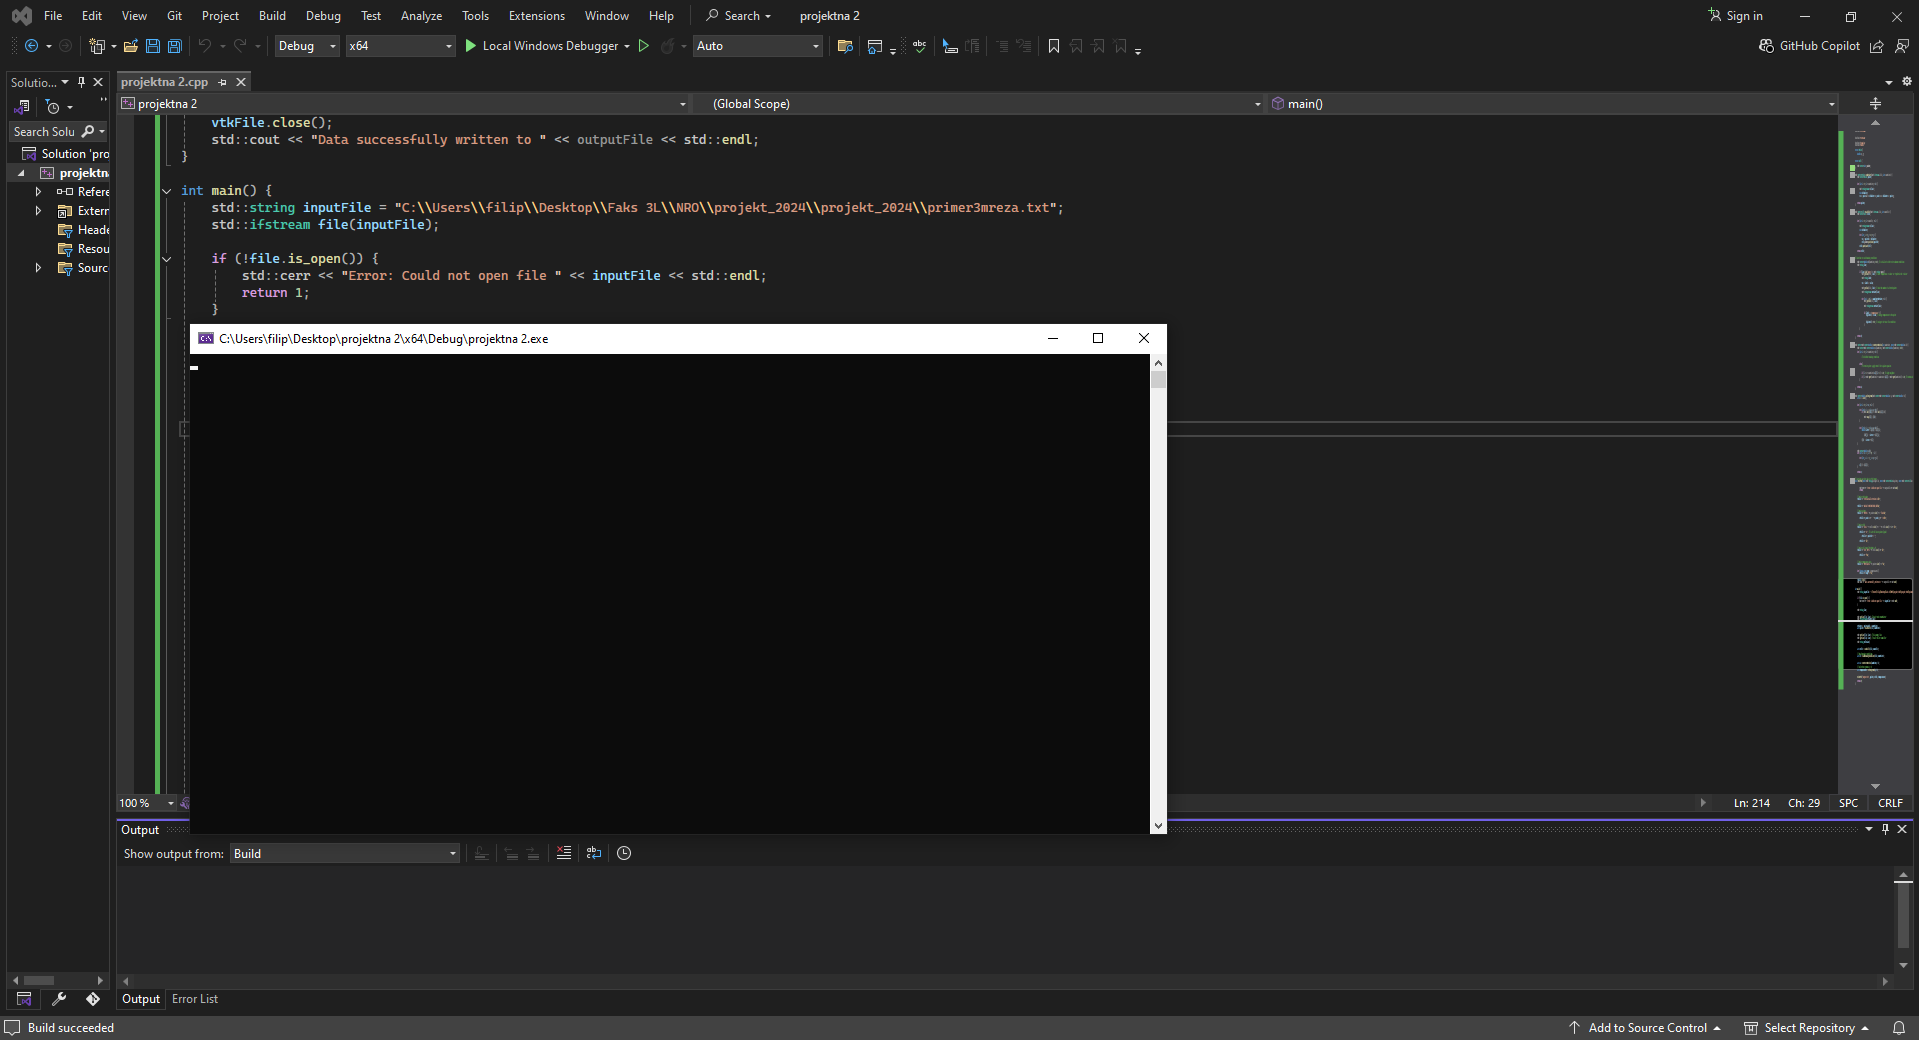 File Edit View Git Project Build Debug Test Analyze Tools Extensions Window Help Search projektna 2 Sign in
Debug x64 Local Windows Debugger Auto GitHub Copilot
Solutio... projektna 2.cpp
projektna 2 (Global Scope) main()
Search Solu
Solution 'pro
projektna
Refere
Extern
Heade
Resou
Sourc
vtkFile.close();
std::cout << "Data successfully written to " << outputFile << std::endl;
}
int main() {
std::string inputFile = "C:\\Users\\filip\\Desktop\\Faks 3L\\NRO\\projekt_2024\\projekt_2024\\primer3mreza.txt";
std::ifstream file(inputFile);
if (!file.is_open()) {
std::cerr << "Error: Could not open file " << inputFile << std::endl;
return 1;
}
C:\Users\filip\Desktop\projektna 2\x64\Debug\projektna 2.exe
100 % Ln: 214 Ch: 29 SPC CRLF
Output
Show output from: Build
Output Error List
Build succeeded Add to Source Control Select Repository